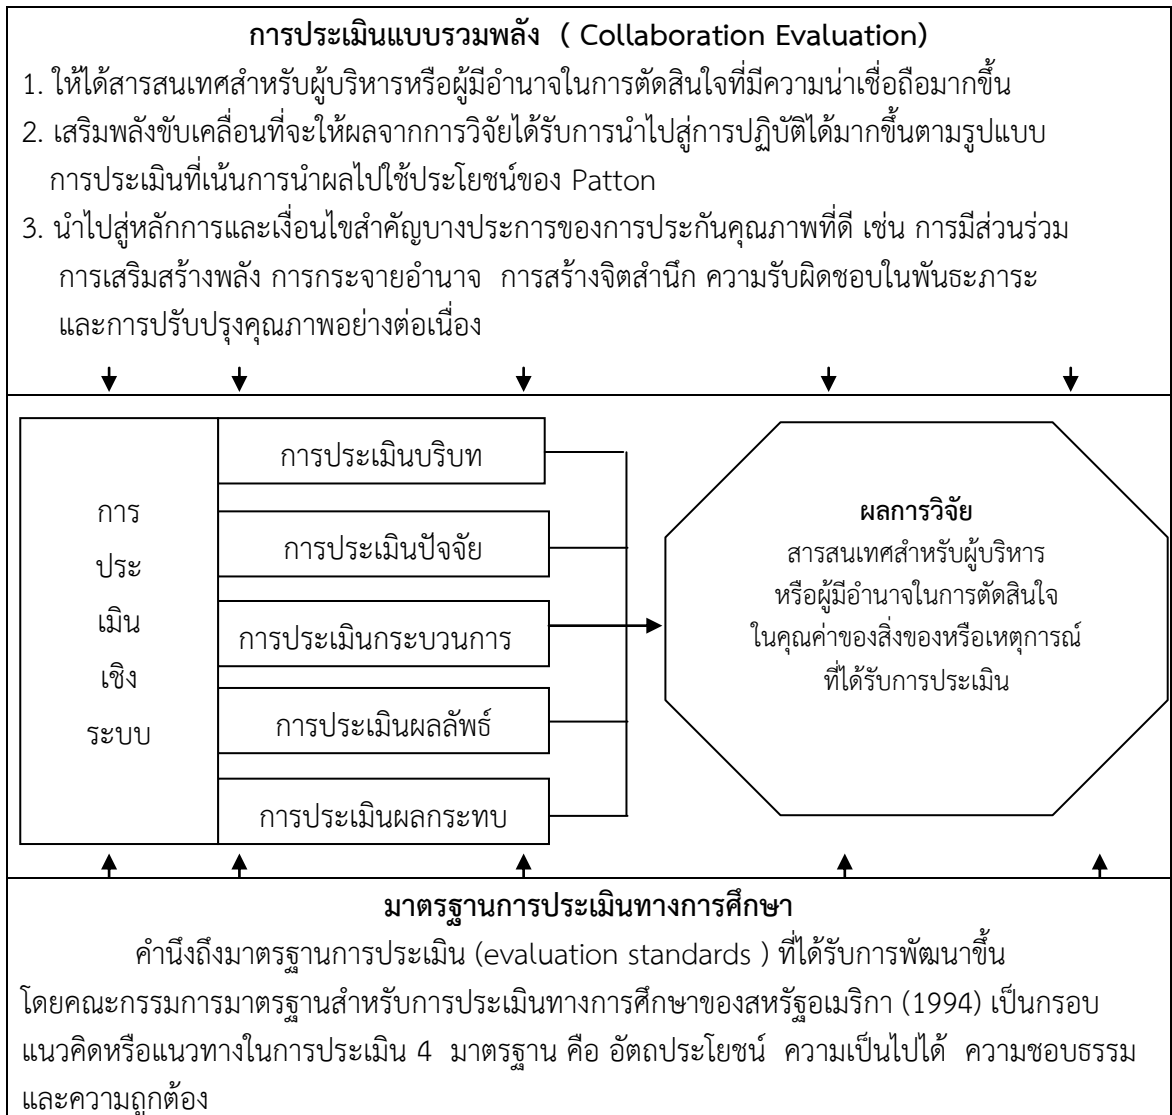 การประเมินแบบรวมพลัง ( Collaboration Evaluation)
1. ให้ได้สารสนเทศสำหรับผู้บริหารหรือผู้มีอำนาจในการตัดสินใจที่มีความน่าเชื่อถือมากขึ้น
2. เสริมพลังขับเคลื่อนที่จะให้ผลจากการวิจัยได้รับการนำไปสู่การปฏิบัติได้มากขึ้นตามรูปแบบ
การประเมินที่เน้นการนำผลไปใช้ประโยชน์ของ Patton
3. นำไปสู่หลักการและเงื่อนไขสำคัญบางประการของการประกันคุณภาพที่ดี เช่น การมีส่วนร่วม
การเสริมสร้างพลัง การกระจายอำนาจ การสร้างจิตสำนึก ความรับผิดชอบในพันธะภาระ
และการปรับปรุงคุณภาพอย่างต่อเนื่อง
การ
ประ
เมิน
เชิง
ระบบ
การประเมินบริบท
การประเมินปัจจัย
การประเมินกระบวนการ
การประเมินผลลัพธ์
การประเมินผลกระทบ
ผลการวิจัย
สารสนเทศสำหรับผู้บริหาร
หรือผู้มีอำนาจในการตัดสินใจ
ในคุณค่าของสิ่งของหรือเหตุการณ์
ที่ได้รับการประเมิน
มาตรฐานการประเมินทางการศึกษา
คำนึงถึงมาตรฐานการประเมิน (evaluation standards ) ที่ได้รับการพัฒนาขึ้น
โดยคณะกรรมการมาตรฐานสำหรับการประเมินทางการศึกษาของสหรัฐอเมริกา (1994) เป็นกรอบ
แนวคิดหรือแนวทางในการประเมิน 4 มาตรฐาน คือ อัตถประโยชน์ ความเป็นไปได้ ความชอบธรรม
และความถูกต้อง